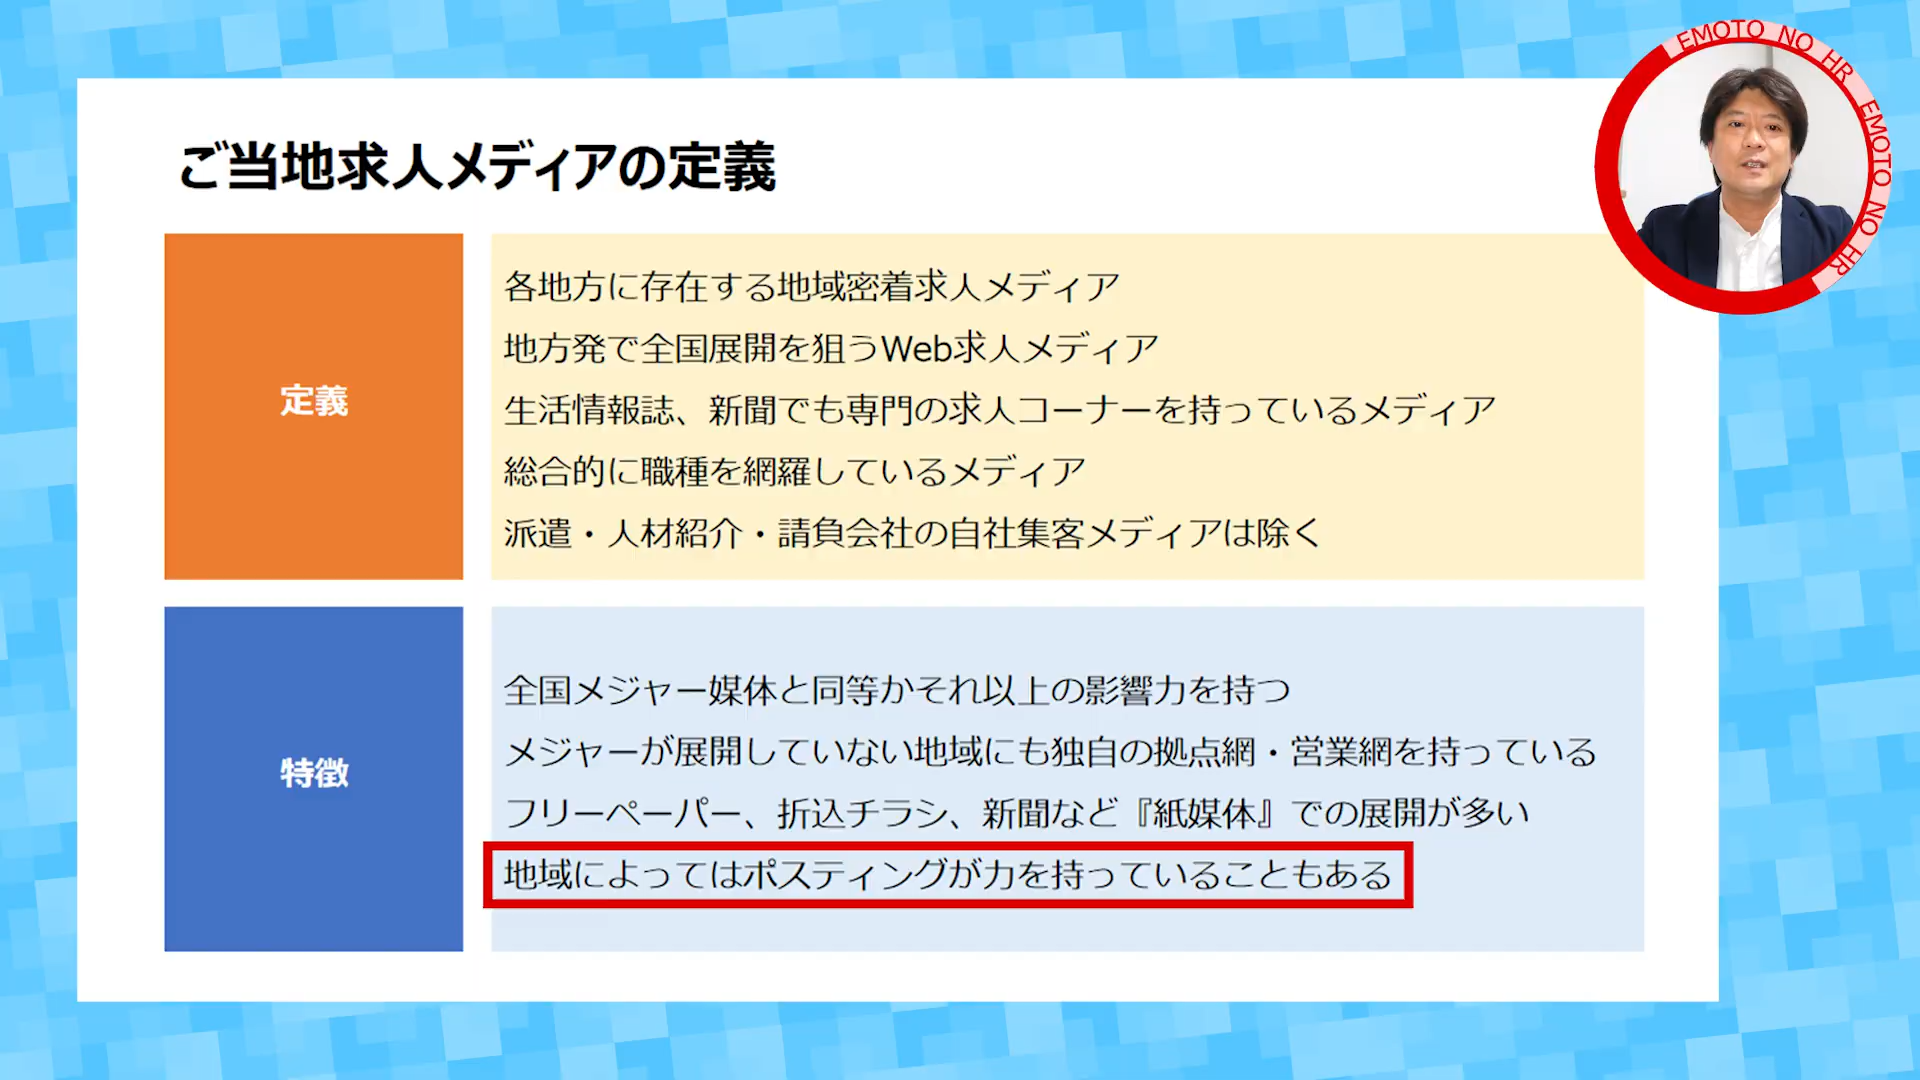 ご当地求人メディアの定義
EMOTO NO HR EMOTO NO HR
定義
各地方に存在する地域密着求人メディア
地方発で全国展開を狙うWeb求人メディア
生活情報誌、新聞でも専門の求人コーナーを持っているメディア
総合的に職種を網羅しているメディア
派遣・人材紹介・請負会社の自社集客メディアは除く
特徴
全国メジャー媒体と同等かそれ以上の影響力を持つ
メジャーが展開していない地域にも独自の拠点網・営業網を持っている
フリーペーパー、折込チラシ、新聞など『紙媒体』での展開が多い
地域によってはポスティングが力を持っていることもある